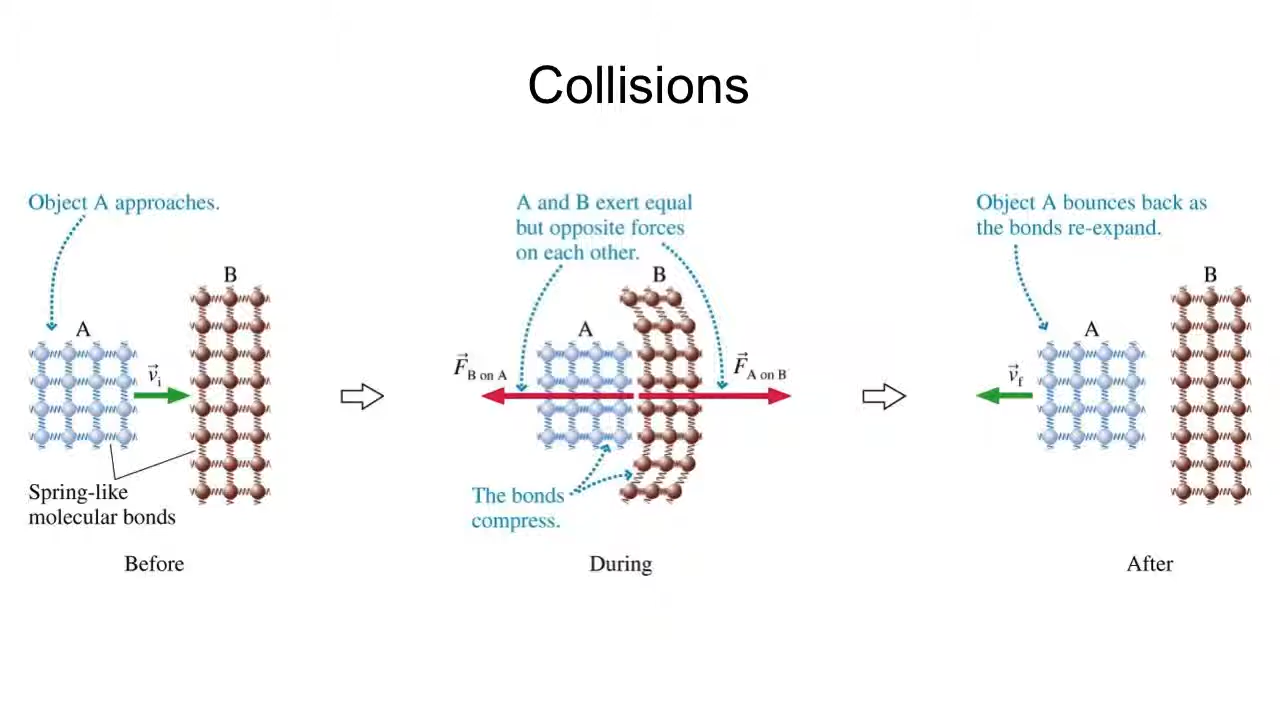 Collisions
Object A approaches.
B
A
v⃗i
Spring-like
molecular bonds
Before
A and B exert equal
but opposite forces
on each other.
B
A
F⃗B on A
F⃗A on B
The bonds
compress.
During
Object A bounces back as
the bonds re-expand.
B
A
v⃗f
After